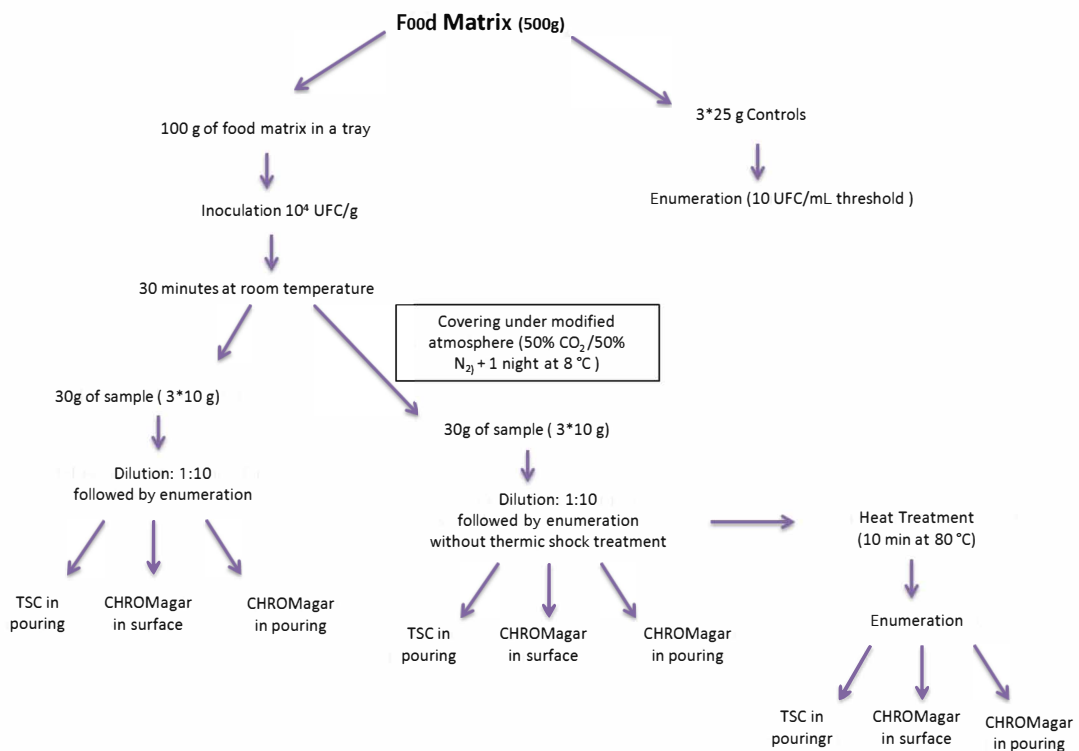 Food Matrix (500g)
100 g of food matrix in a tray
3*25 g Controls
Inoculation 10⁴ UFC/g
Enumeration (10 UFC/mL threshold )
30 minutes at room temperature
Covering under modified
atmosphere (50% CO₂ /50%
N₂₎ + 1 night at 8 °C )
30g of sample ( 3*10 g)
30g of sample ( 3*10 g)
Dilution: 1:10
followed by enumeration
Dilution: 1:10
followed by enumeration
without thermic shock treatment
Heat Treatment
(10 min at 80 °C)
TSC in
pouring
CHROMagar
in surface
CHROMagar
in pouring
TSC in
pouring
CHROMagar
in surface
CHROMagar
in pouring
Enumeration
TSC in
pouringr
CHROMagar
in surface
CHROMagar
in pouring